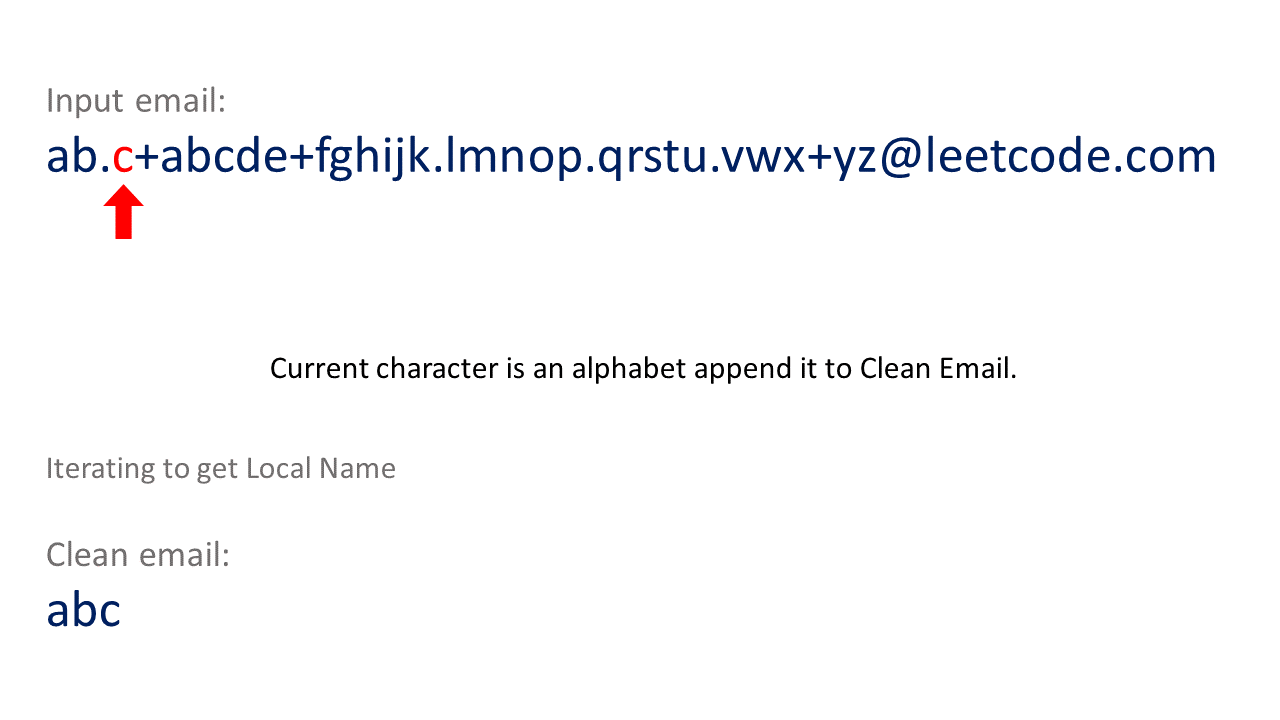 Input email:
ab.c+abcde+fghijk.lmnop.qrstu.vwx+yz@leetcode.com
Current character is an alphabet append it to Clean Email.
Iterating to get Local Name
Clean email:
abc